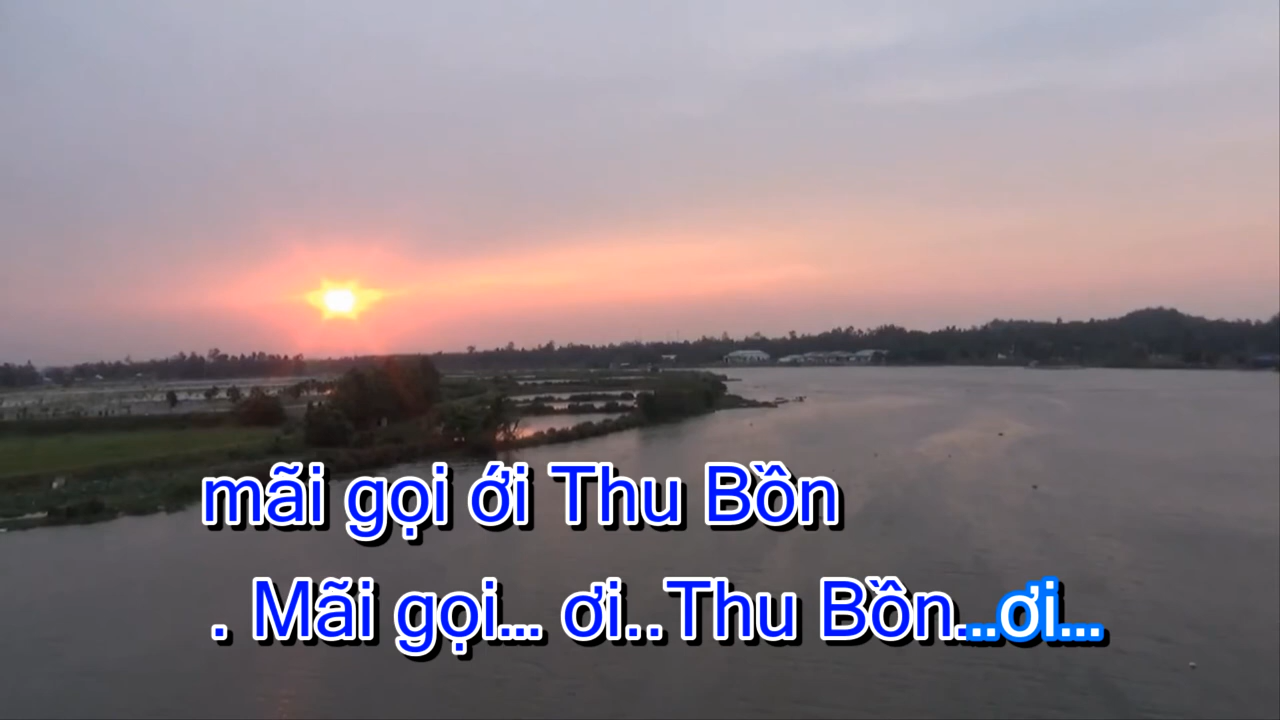 mãi gọi ới Thu Bồn
. Mãi gọi... ơi..Thu Bồn....ơi...